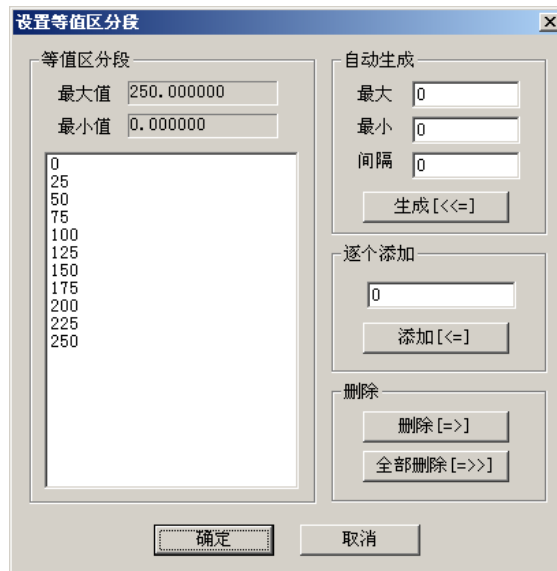 设置等值区分段
等值区分段
最大值 250.000000
最小值 0.000000
0
25
50
75
100
125
150
175
200
225
250
自动生成
最大 0
最小 0
间隔 0
生成[<<=]
逐个添加
0
添加[<=]
删除
删除[=>]
全部删除[=>>]
确定 取消